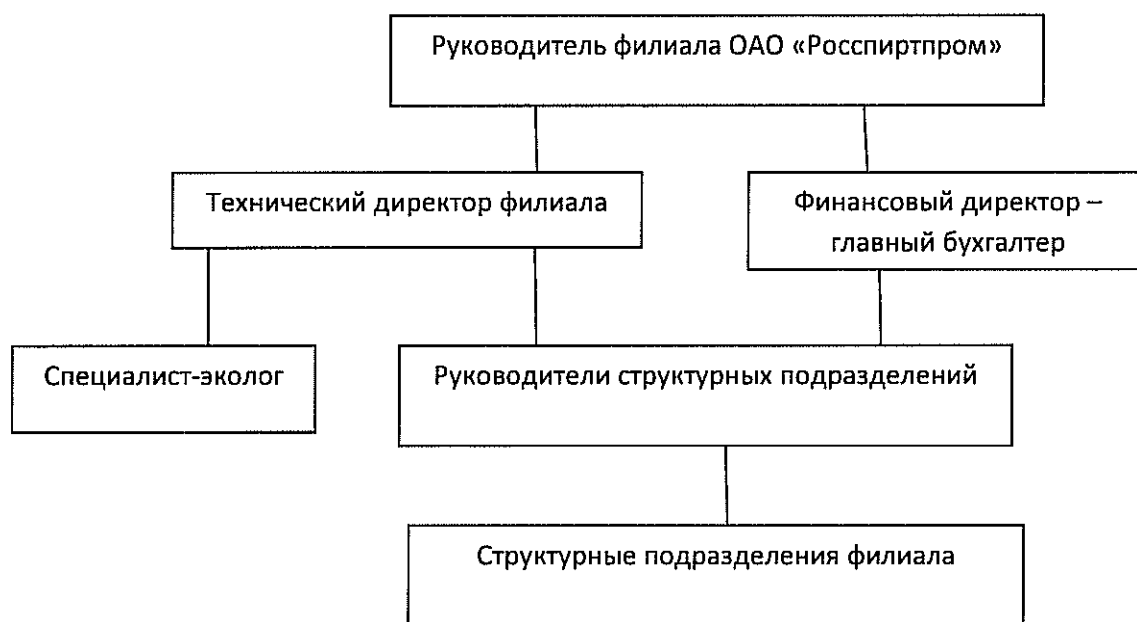 Руководитель филиала ОАО «Росспиртпром»
Технический директор филиала
Финансовый директор –
главный бухгалтер
Специалист-эколог
Руководители структурных подразделений
Структурные подразделения филиала